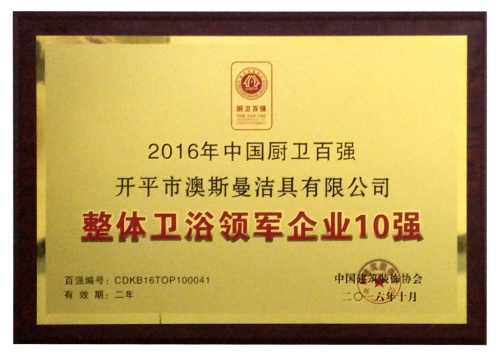 厨卫百强
2016年中国厨卫百强
开平市澳斯曼洁具有限公司
整体卫浴领军企业10强
百强编号：CDKB16TOP100041
有 效 期：二年
中国建筑装饰协会
二〇一六年十月